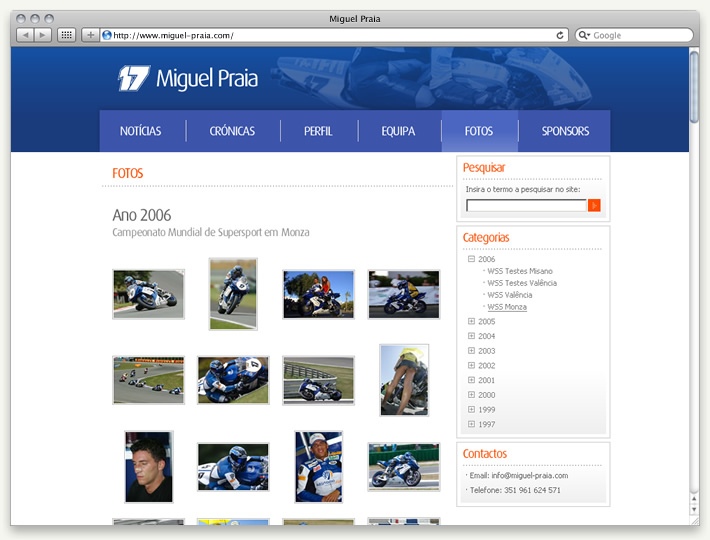 Miguel Praia
http://www.miguel-praia.com/
Google
17 Miguel Praia
NOTÍCIAS
CRÓNICAS
PERFIL
EQUIPA
FOTOS
SPONSORS
FOTOS
Ano 2006
Campeonato Mundial de Supersport em Monza
Pesquisar
Insira o termo a pesquisar no site:
Categorias
2006
WSS Testes Misano
WSS Testes Valência
WSS Valência
WSS Monza
2005
2004
2003
2002
2001
2000
1999
1997
Contactos
Email: info@miguel-praia.com
Telefone: 351 961 624 571